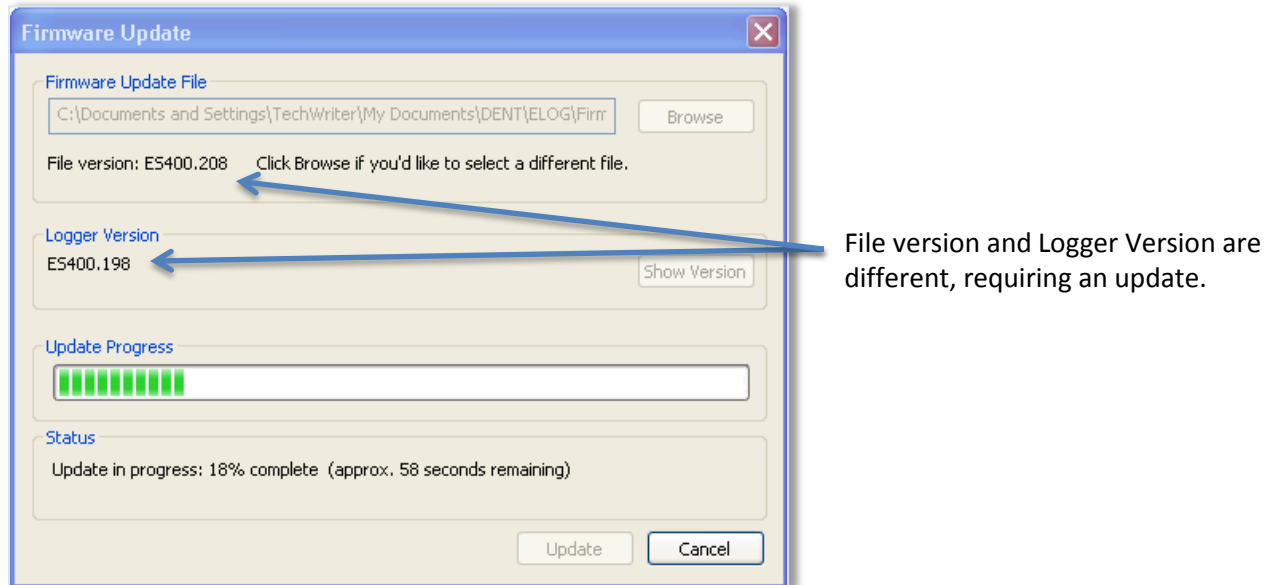 Firmware Update
Firmware Update File
C:\Documents and Settings\TechWriter\My Documents\DENT\ELOG\Firm
Browse
File version: ES400.208 Click Browse if you'd like to select a different file.
Logger Version
ES400.198
Show Version
File version and Logger Version are
different, requiring an update.
Update Progress
Status
Update in progress: 18% complete (approx. 58 seconds remaining)
Update
Cancel